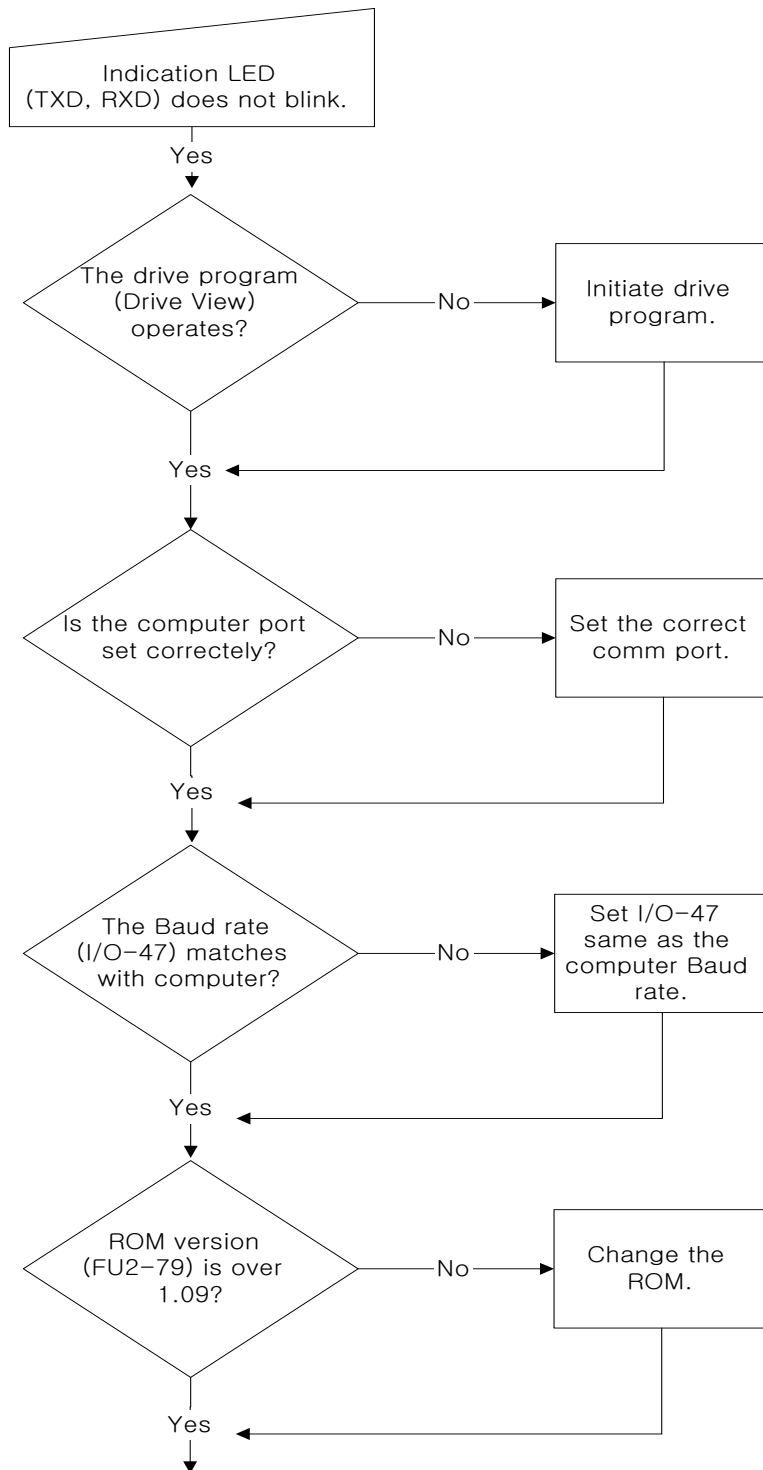 Indication LED
(TXD, RXD) does not blink.
Yes
The drive program
(Drive View)
operates?
No
Initiate drive
program.
Yes
Is the computer port
set correctely?
No
Set the correct
comm port.
Yes
The Baud rate
(I/O-47) matches
with computer?
No
Set I/O-47
same as the
computer Baud
rate.
Yes
ROM version
(FU2-79) is over
1.09?
No
Change the
ROM.
Yes